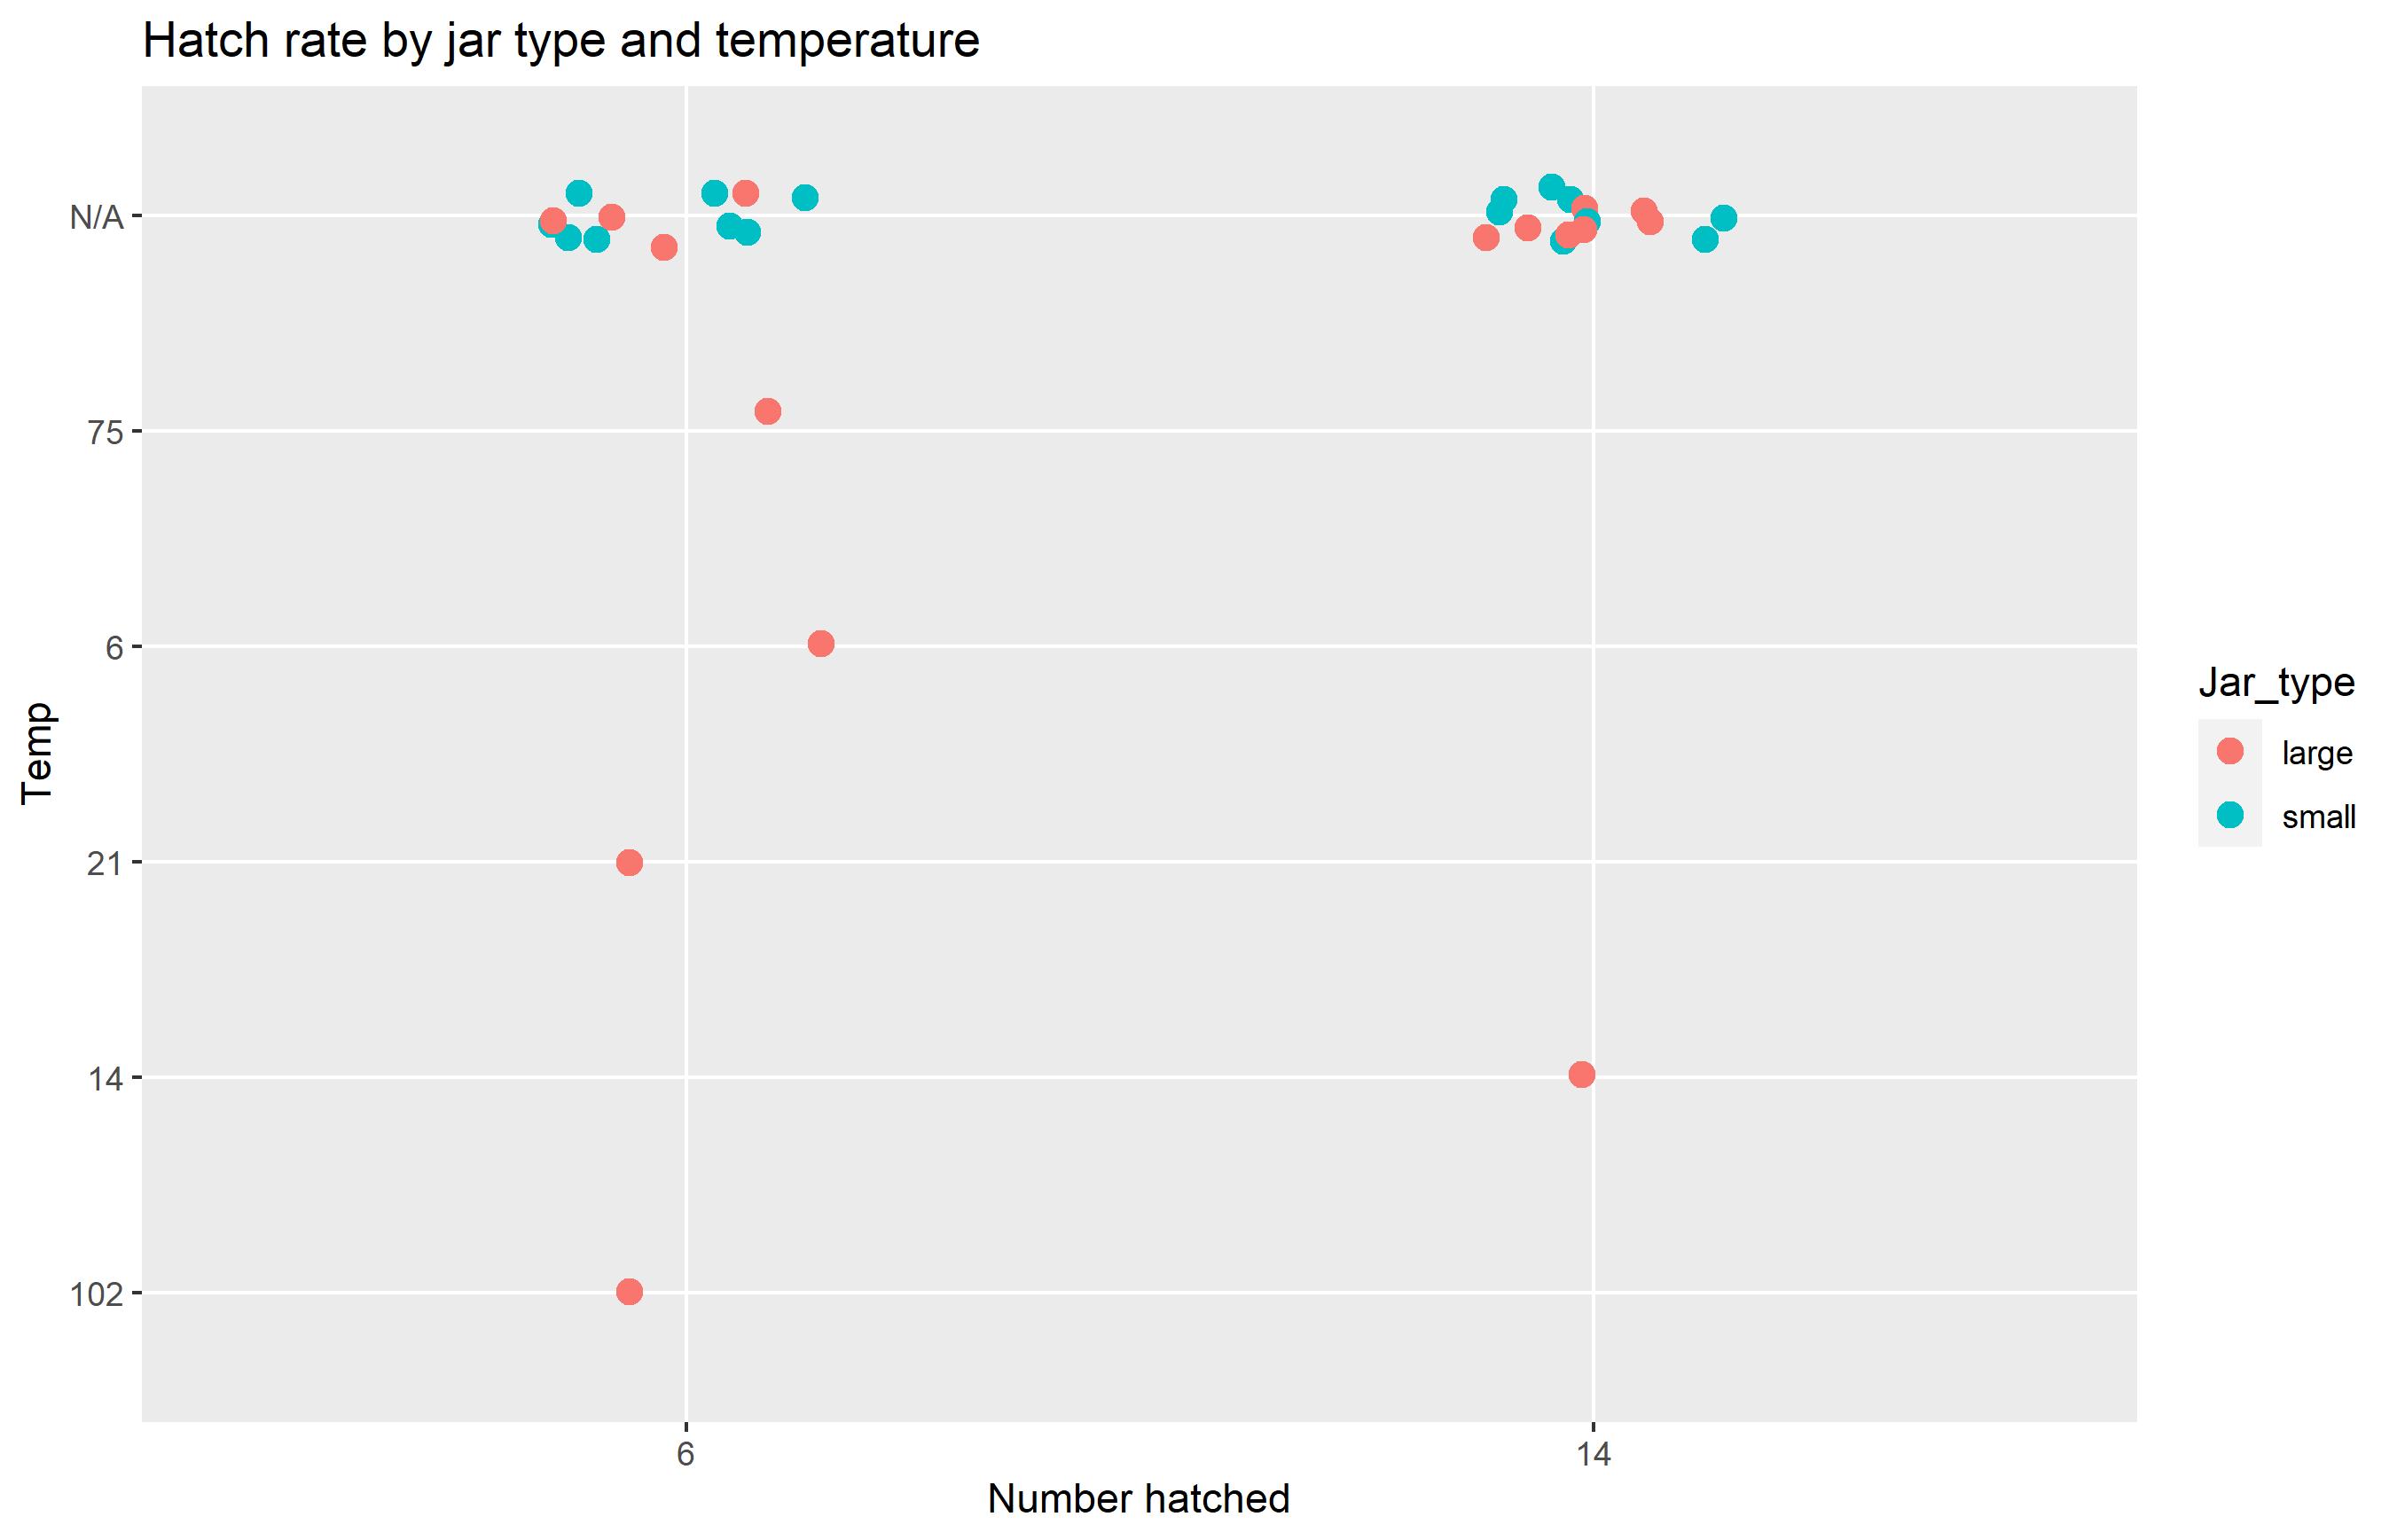 Hatch rate by jar type and temperature
N/A
75
6
21
14
102
Temp
6
14
Number hatched
Jar_type
large
small